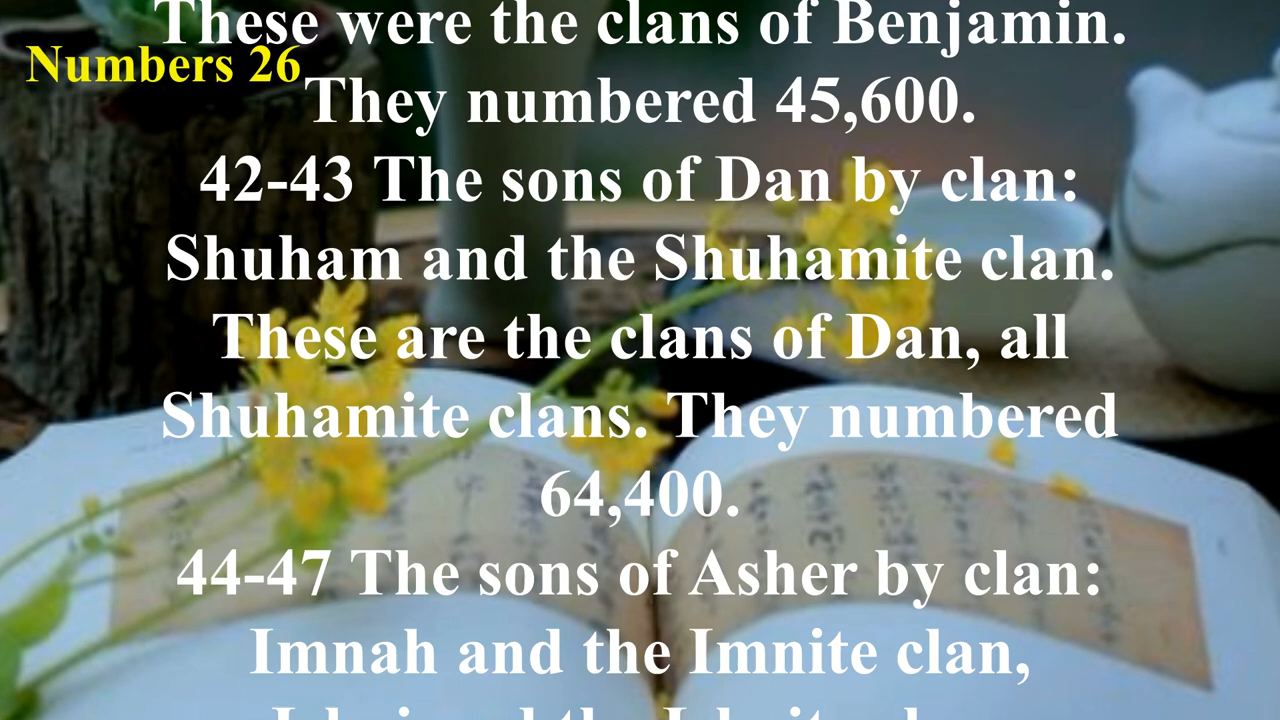 These were the clans of Benjamin.
Numbers 26
They numbered 45,600.
42-43 The sons of Dan by clan:
Shuham and the Shuhamite clan.
These are the clans of Dan, all
Shuhamite clans. They numbered
64,400.
44-47 The sons of Asher by clan:
Imnah and the Imnite clan,